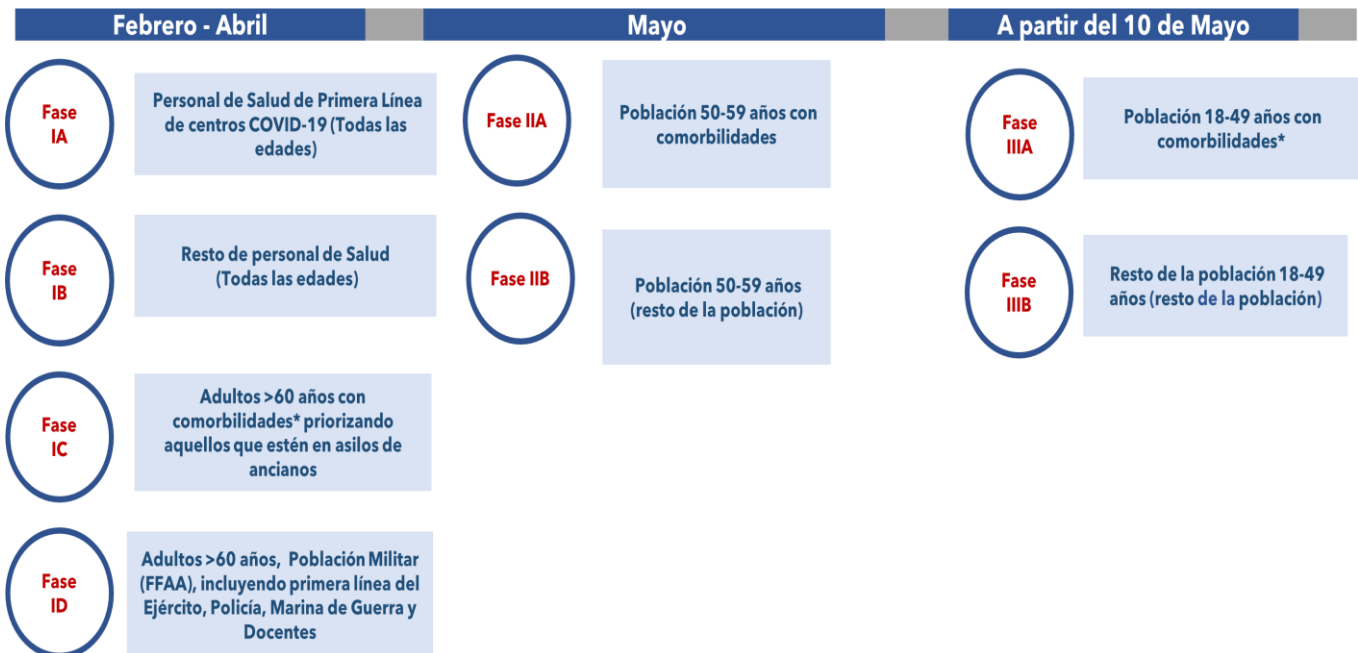 Febrero - Abril
Fase
IA
Personal de Salud de Primera Línea
de centros COVID-19 (Todas las
edades)
Fase
IB
Resto de personal de Salud
(Todas las edades)
Fase
IC
Adultos >60 años con
comorbilidades* priorizando
aquellos que estén en asilos de
ancianos
Fase
ID
Adultos >60 años, Población Militar
(FFAA), incluyendo primera línea del
Ejército, Policía, Marina de Guerra y
Docentes
Mayo
Fase IIA
Población 50-59 años con
comorbilidades
Fase IIB
Población 50-59 años
(resto de la población)
A partir del 10 de Mayo
Fase
IIIA
Población 18-49 años con
comorbilidades*
Fase
IIIB
Resto de la población 18-49
años (resto de la población)